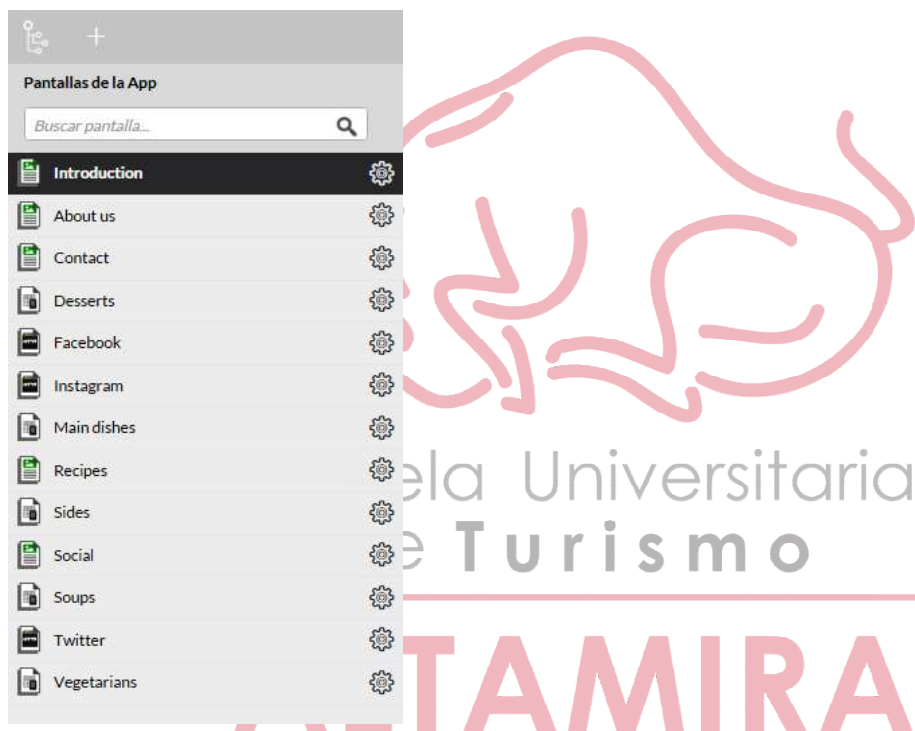 Pantallas de la App
Buscar pantalla...
Introduction
About us
Contact
Desserts
Facebook
Instagram
Main dishes
Recipes
ela Universitaria
Sides
Social
e Turismo
Soups
Twitter
Vegetarians
ALTAMIRA